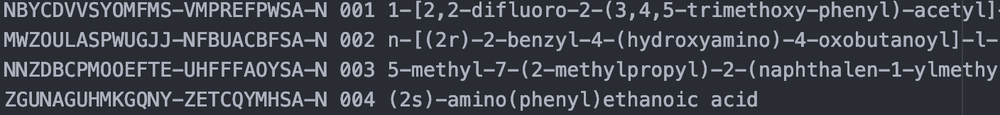 NBYCDVVSYOMFMS-VMPREFPWSA-N 001 1-[2,2-difluoro-2-(3,4,5-trimethoxy-phenyl)-acetyl]-
MWZOULASPWUGJJ-NFBUACBFSA-N 002 n-[(2r)-2-benzyl-4-(hydroxyamino)-4-oxobutanoyl]-l-
NNZDBCPMOOEFTE-UHFFFAOYSA-N 003 5-methyl-7-(2-methylpropyl)-2-(naphthalen-1-ylmethy
ZGUNAGUHMKGQNY-ZETCQYMHSA-N 004 (2s)-amino(phenyl)ethanoic acid